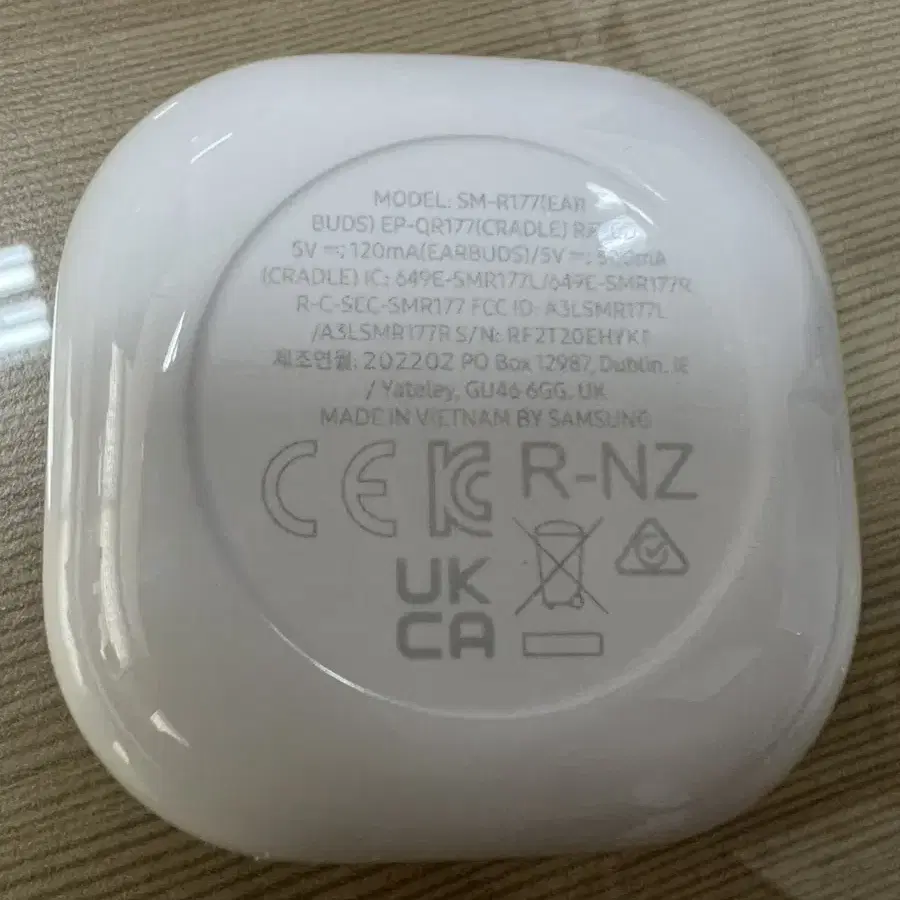 MODEL: SM-R177(EAR
BUDS) EP-QR177(CRADLE)
5V ⎓; 120mA(EARBUDS)/5V ⎓;
(CRADLE) IC: 649E-SMR177L/649E-SMR177R
R-C-SEC-SMR177 FCC ID: A3LSMR177L
/A3LSMR177R S/N:
제조연월: 202202 PO Box 12987, Dublin. IE
/ Yateley, GU46 6GG. UK
MADE IN VIETNAM BY SAMSUNG
CE KC R-NZ
UK
CA